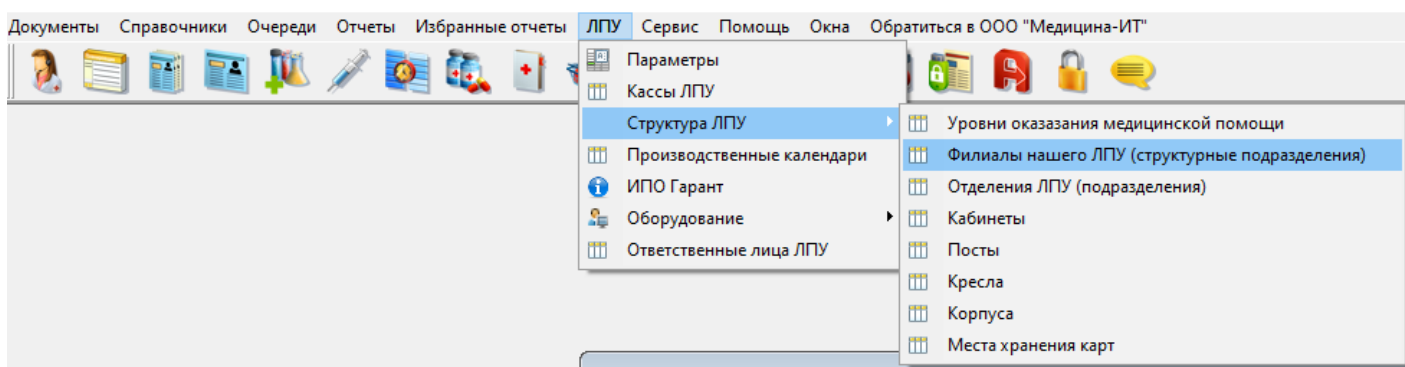 Документы Справочники Очереди Отчеты Избранные отчеты ЛПУ Сервис Помощь Окна Обратиться в ООО "Медицина-ИТ"
Параметры
Кассы ЛПУ
Структура ЛПУ
Производственные календари
ИПО Гарант
Оборудование
Ответственные лица ЛПУ
Уровни оказазания медицинской помощи
Филиалы нашего ЛПУ (структурные подразделения)
Отделения ЛПУ (подразделения)
Кабинеты
Посты
Кресла
Корпуса
Места хранения карт